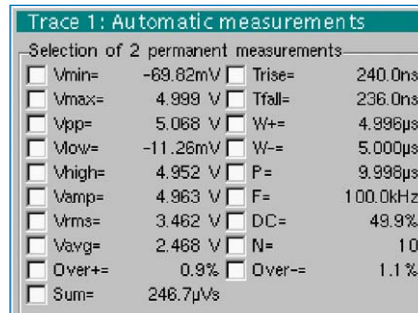 Trace 1: Automatic measurements
Selection of 2 permanent measurements
Vmin= -69.82mV Trise= 240.0ns
Vmax= 4.999 V Tfall= 236.0ns
Vpp= 5.068 V W+= 4.996µs
Vlow= -11.26mV W-= 5.000µs
Vhigh= 4.952 V P= 9.998µs
Vamp= 4.963 V F= 100.0kHz
Vrms= 3.462 V DC= 49.9%
Vavg= 2.468 V N= 10
Over+= 0.9% Over-= 1.1%
Sum= 246.7µVs